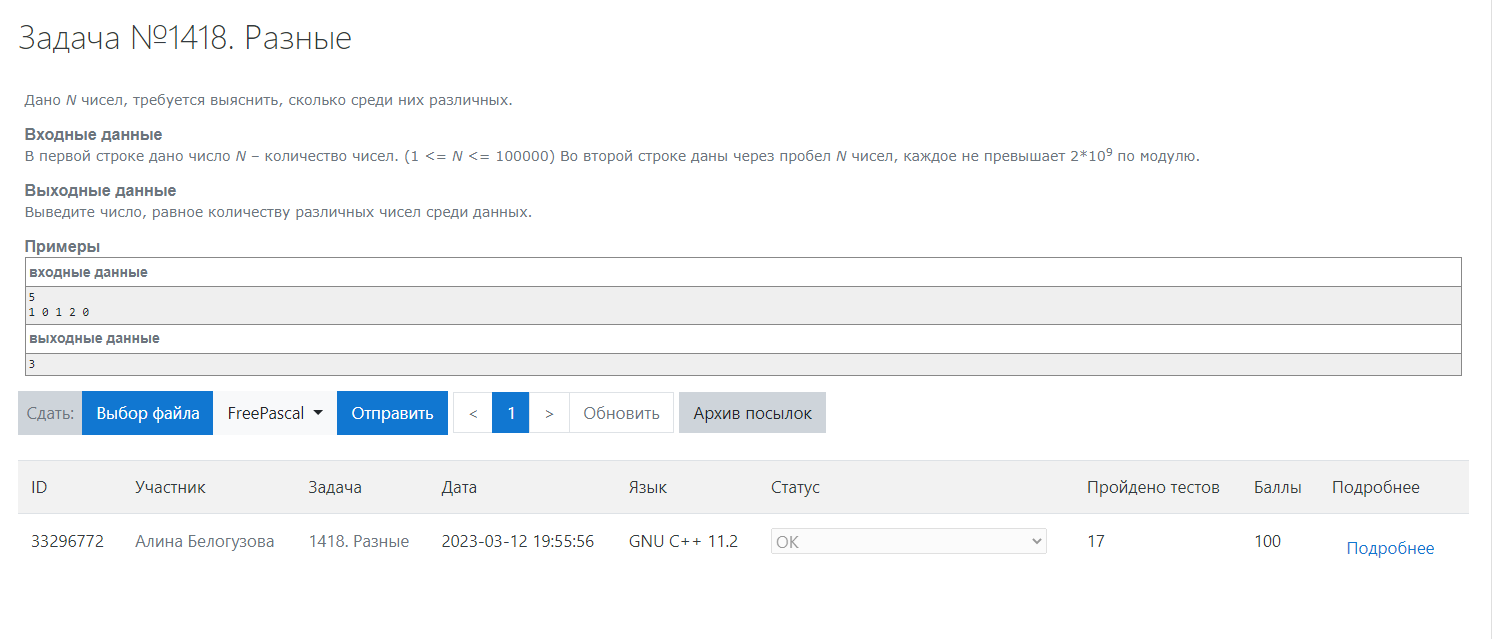 Задача №1418. Разные
Дано N чисел, требуется выяснить, сколько среди них различных.
Входные данные
В первой строке дано число N – количество чисел. (1 <= N <= 100000) Во второй строке даны через пробел N чисел, каждое не превышает 2*10⁹ по модулю.
Выходные данные
Выведите число, равное количеству различных чисел среди данных.
Примеры
входные данные
5
1 0 1 2 0
выходные данные
3
Сдать: Выбор файла FreePascal Отправить < 1 > Обновить Архив посылок
ID Участник Задача Дата Язык Статус Пройдено тестов Баллы Подробнее
33296772 Алина Белогузова 1418. Разные 2023-03-12 19:55:56 GNU C++ 11.2 OK 17 100 Подробнее